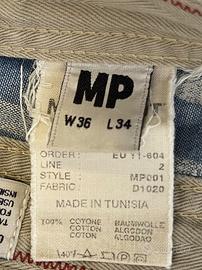 MP
W36 L34
ORDER: EU Y1-604
LINE 2
STYLE: MP001
FABRIC: D1020
MADE IN TUNISIA
100% COTONE BAUMWOLLE
COTTON ALGODON
COTON ALGODAO